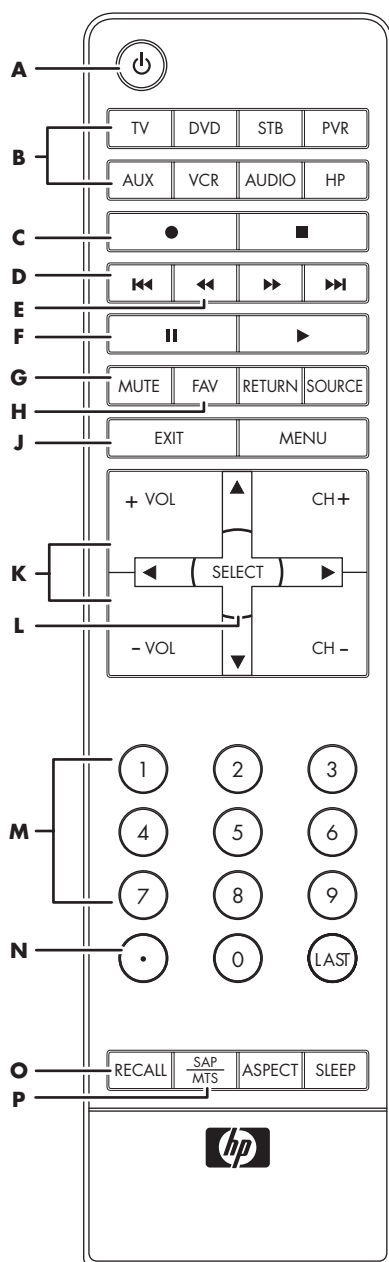 A
B
TV DVD STB PVR
AUX VCR AUDIO HP
C
D
E
F
G
MUTE FAV RETURN SOURCE
H
J
EXIT MENU
+ VOL CH +
K
SELECT
L
- VOL CH -
1 2 3
M
4 5 6
7 8 9
N
. 0 LAST
O
RECALL SAP/MTS ASPECT SLEEP
P
hp